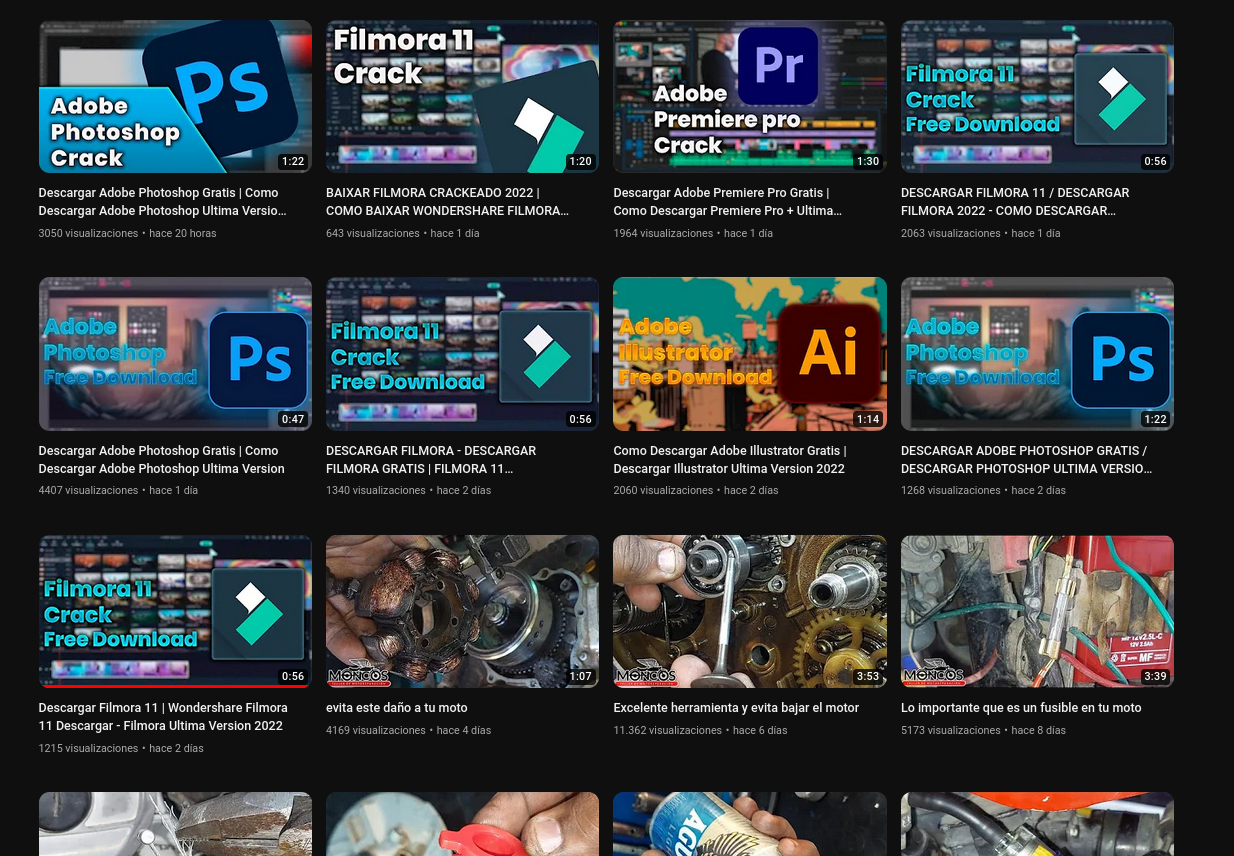 Ps
Adobe
Photoshop
Crack
1:22
Descargar Adobe Photoshop Gratis | Como
Descargar Adobe Photoshop Ultima Versio...
3050 visualizaciones • hace 20 horas
Filmora 11
Crack
1:20
BAIXAR FILMORA CRACKEADO 2022 |
COMO BAIXAR WONDERSHARE FILMORA...
643 visualizaciones • hace 1 día
Pr
Adobe
Premiere pro
Crack
1:30
Descargar Adobe Premiere Pro Gratis |
Como Descargar Premiere Pro + Ultima...
1964 visualizaciones • hace 1 día
Filmora 11
Crack
Free Download
0:56
DESCARGAR FILMORA 11 / DESCARGAR
FILMORA 2022 - COMO DESCARGAR...
2063 visualizaciones • hace 1 día
Adobe
Photoshop
Free Download
Ps
0:47
Descargar Adobe Photoshop Gratis | Como
Descargar Adobe Photoshop Ultima Version
4407 visualizaciones • hace 1 día
Filmora 11
Crack
Free Download
0:56
DESCARGAR FILMORA - DESCARGAR
FILMORA GRATIS | FILMORA 11...
1340 visualizaciones • hace 2 días
Adobe
Illustrator
Free Download
Ai
1:14
Como Descargar Adobe Illustrator Gratis |
Descargar Illustrator Ultima Version 2022
2060 visualizaciones • hace 2 días
Adobe
Photoshop
Free Download
Ps
1:22
DESCARGAR ADOBE PHOTOSHOP GRATIS /
DESCARGAR PHOTOSHOP ULTIMA VERSIO...
1268 visualizaciones • hace 2 días
Filmora 11
Crack
Free Download
0:56
Descargar Filmora 11 | Wondershare Filmora
11 Descargar - Filmora Ultima Version 2022
1215 visualizaciones • hace 2 días
MONCOS
1:07
evita este daño a tu moto
4169 visualizaciones • hace 4 días
MONCOS
3:53
Excelente herramienta y evita bajar el motor
11.362 visualizaciones • hace 6 días
MF12V2.5L-C
12V 2.5Ah
MF
MONCOS
3:39
Lo importante que es un fusible en tu moto
5173 visualizaciones • hace 8 días
AGU